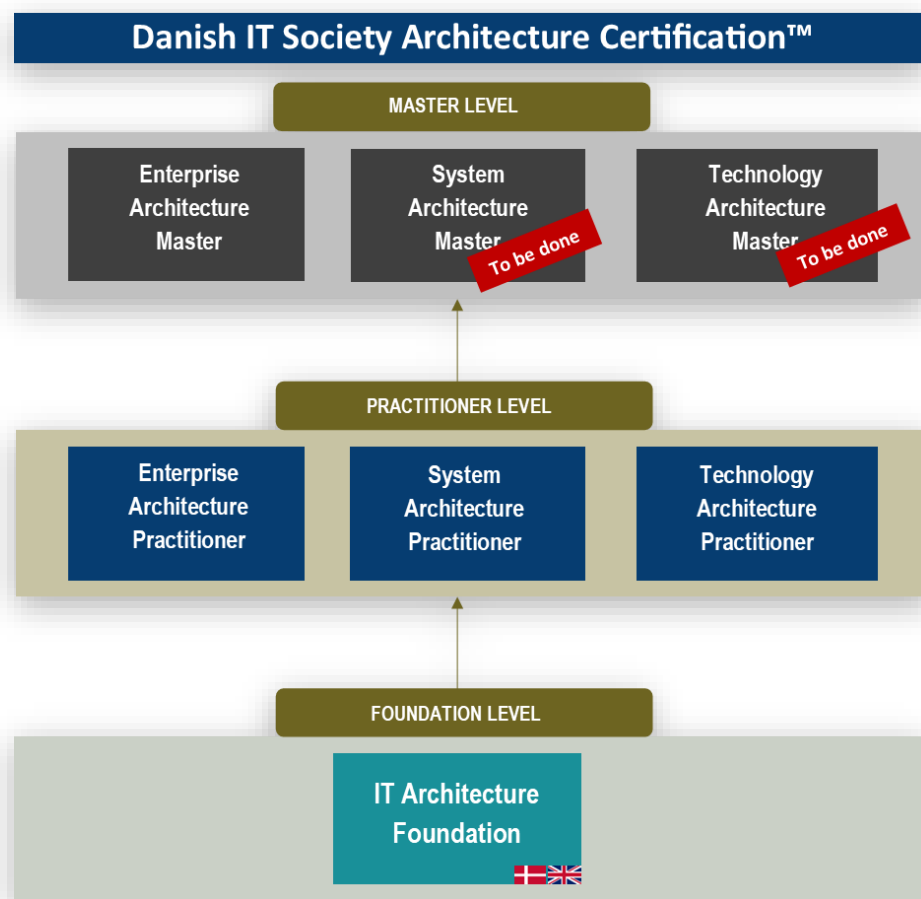 Danish IT Society Architecture Certification™
MASTER LEVEL
Enterprise
Architecture
Master
System
Architecture
Master
To be done
Technology
Architecture
Master
To be done
PRACTITIONER LEVEL
Enterprise
Architecture
Practitioner
System
Architecture
Practitioner
Technology
Architecture
Practitioner
FOUNDATION LEVEL
IT Architecture
Foundation